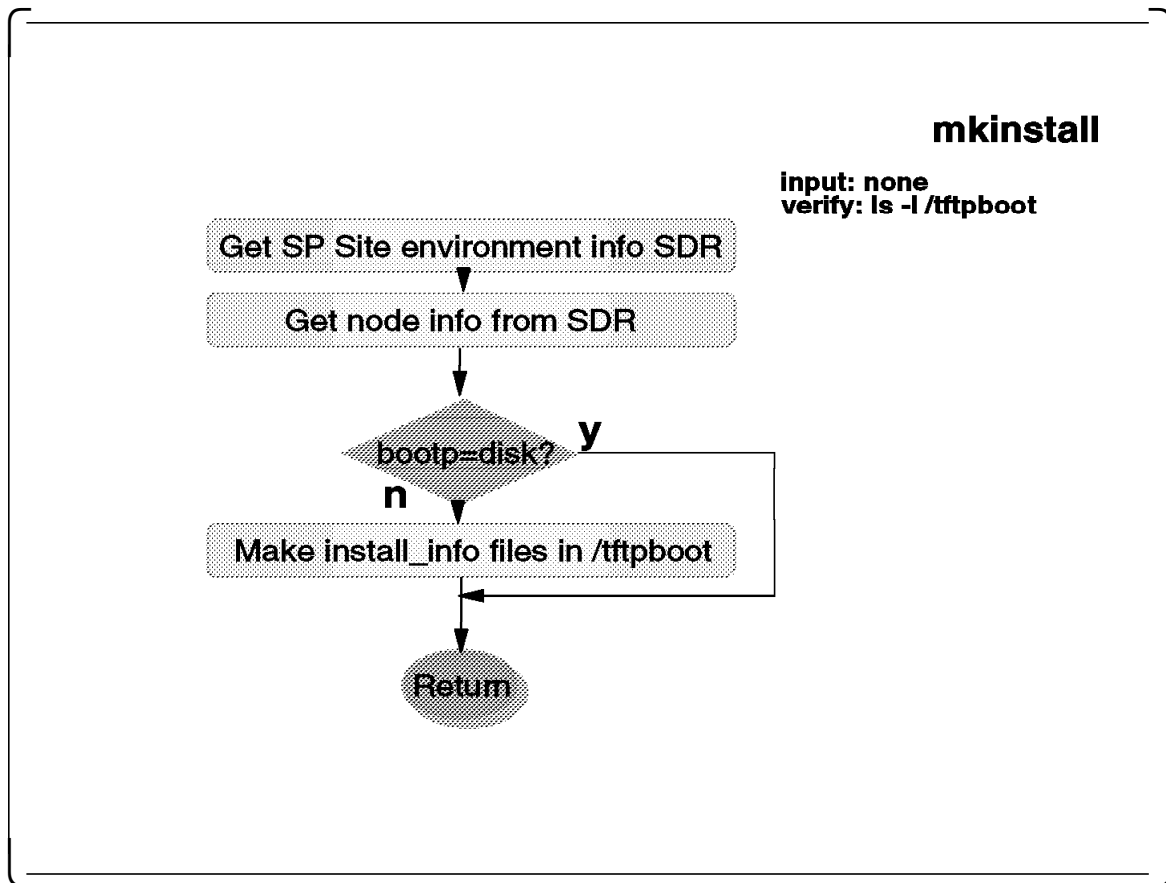 mkinstall
input: none
verify: ls -l /tftpboot
Get SP Site environment info SDR
Get node info from SDR
bootp=disk?
y
n
Make install_info files in /tftpboot
Return